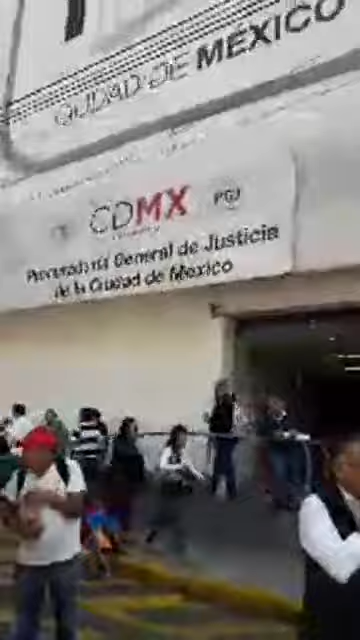 CIUDAD DE MÉXICO
CDMX PGJ
Procuraduría General de Justicia
de la Ciudad de México